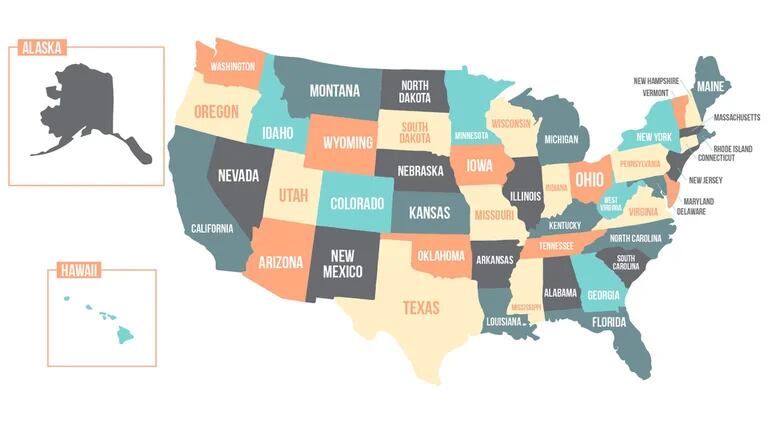 ALASKA
WASHINGTON
MONTANA
NORTH
DAKOTA
NEW HAMPSHIRE
VERMONT
MAINE
OREGON
IDAHO
WYOMING
SOUTH
DAKOTA
MINNESOTA
WISCONSIN
MICHIGAN
NEW YORK
MASSACHUSETTS
RHODE ISLAND
CONNECTICUT
NEVADA
UTAH
COLORADO
NEBRASKA
IOWA
ILLINOIS
INDIANA
OHIO
PENNSYLVANIA
NEW JERSEY
MARYLAND
DELAWARE
CALIFORNIA
KANSAS
MISSOURI
KENTUCKY
WEST
VIRGINIA
VIRGINIA
HAWAII
ARIZONA
NEW
MEXICO
OKLAHOMA
ARKANSAS
TENNESSEE
NORTH CAROLINA
SOUTH
CAROLINA
TEXAS
LOUISIANA
MISSISSIPPI
ALABAMA
GEORGIA
FLORIDA